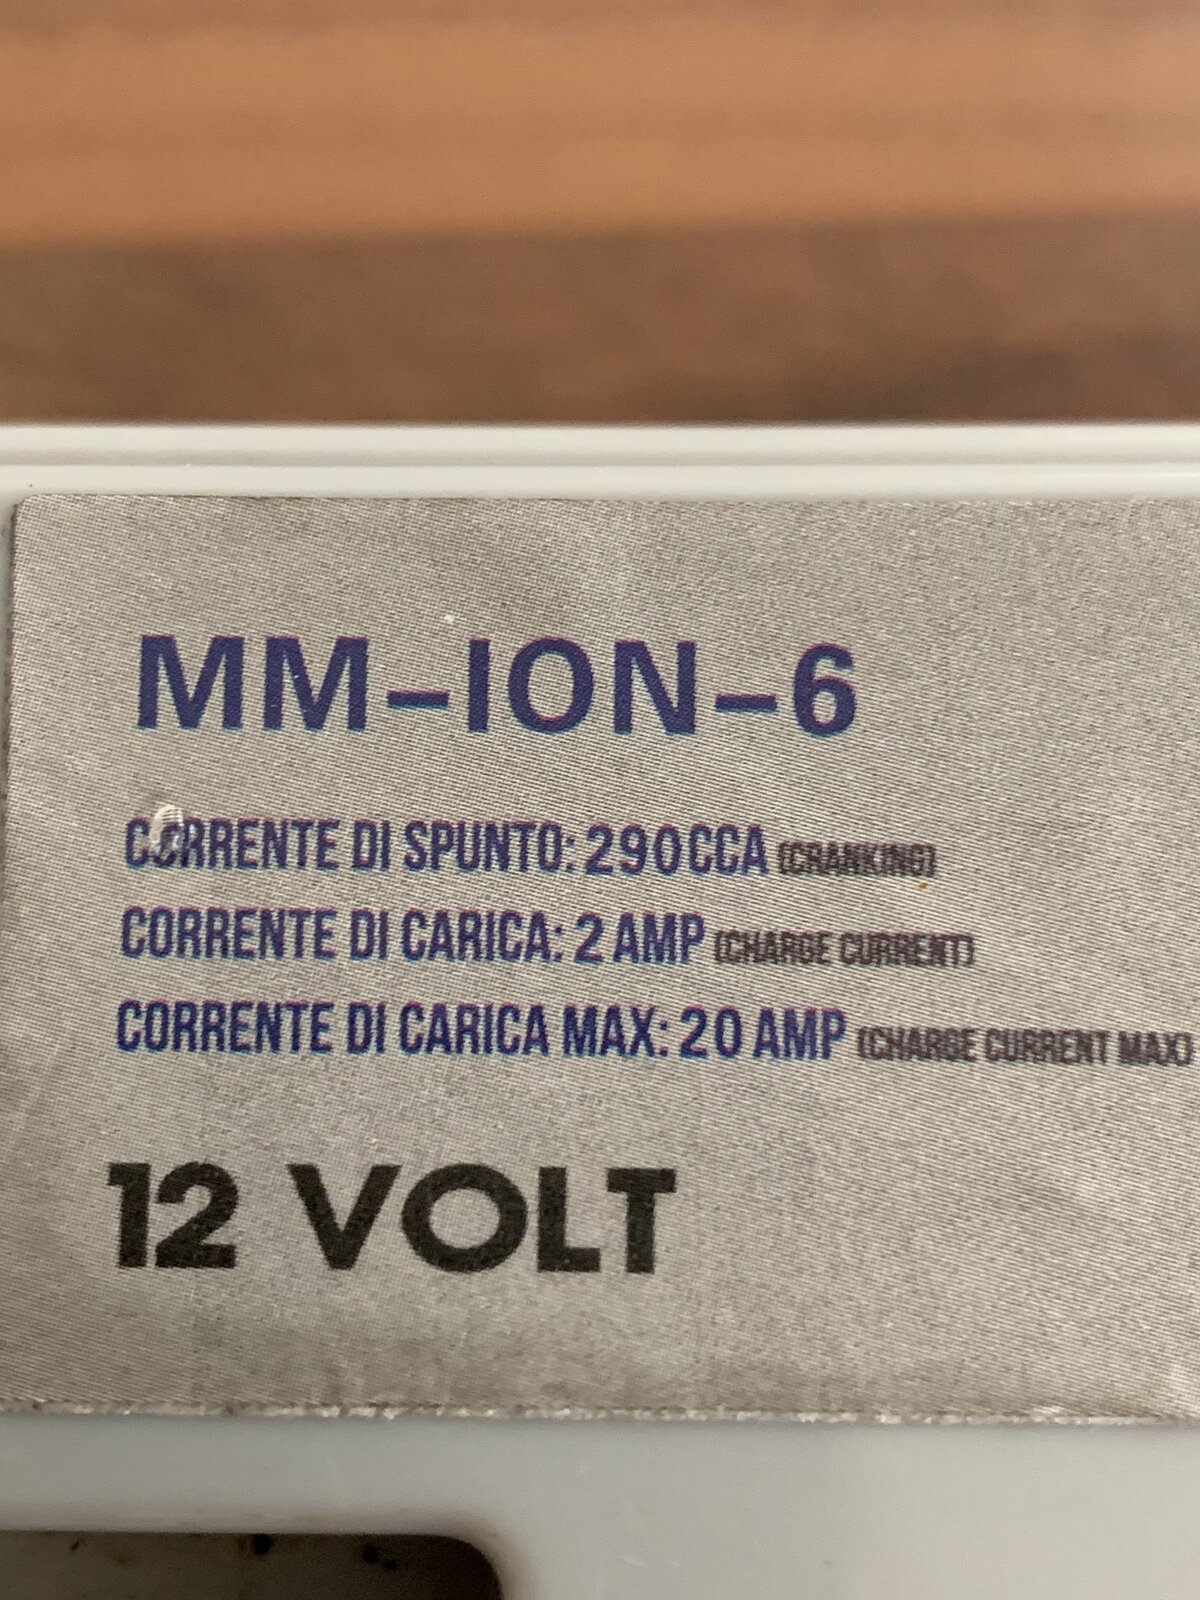 MM-ION-6
CORRENTE DI SPUNTO: 290CCA (CRANKING)
CORRENTE DI CARICA: 2 AMP (CHARGE CURRENT)
CORRENTE DI CARICA MAX: 20 AMP (CHARGE CURRENT MAX)
12 VOLT